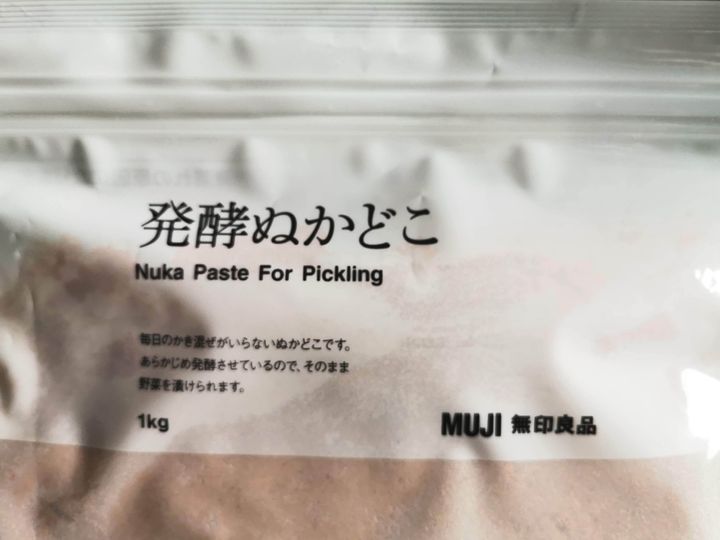 発酵ぬかどこ
Nuka Paste For Pickling
毎日のかき混ぜがいらないぬかどこです。
あらかじめ発酵させているので、そのまま
野菜を漬けられます。
1kg
MUJI 無印良品